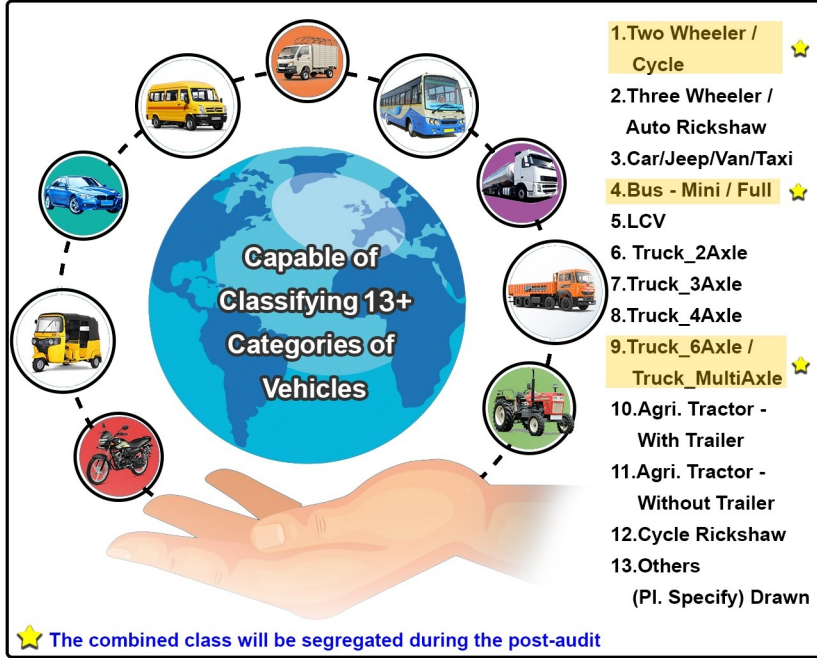 Capable of
Classifying 13+
Categories of
Vehicles
1.Two Wheeler /
Cycle
2.Three Wheeler /
Auto Rickshaw
3.Car/Jeep/Van/Taxi
4.Bus - Mini / Full
5.LCV
6. Truck_2Axle
7.Truck_3Axle
8.Truck_4Axle
9.Truck_6Axle /
Truck_MultiAxle
10.Agri. Tractor -
With Trailer
11.Agri. Tractor -
Without Trailer
12.Cycle Rickshaw
13.Others
(Pl. Specify) Drawn
The combined class will be segregated during the post-audit